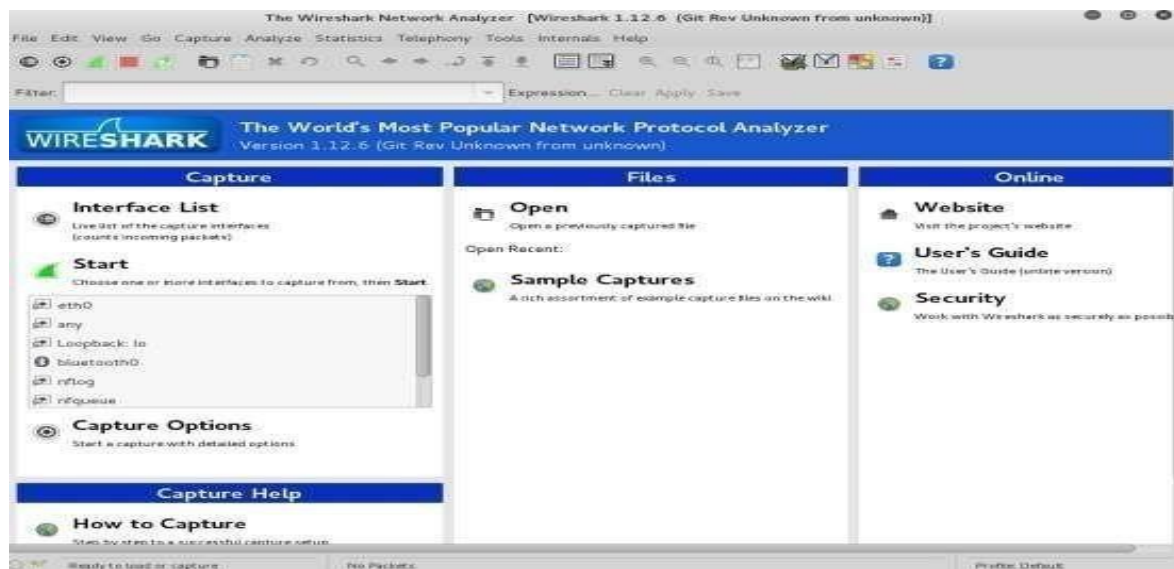 The Wireshark Network Analyzer [Wireshark 1.12.6 (Git Rev Unknown from unknown)]
File Edit View Go Capture Analyze Statistics Telephony Tools Internals Help
Filter: Expression... Clear Apply Save
WIRESHARK
The World's Most Popular Network Protocol Analyzer
Version 1.12.6 (Git Rev Unknown from unknown)
Capture
Interface List
Live list of the capture interfaces
(counts incoming packets)
Start
Choose one or more interfaces to capture from, then Start
eth0
any
Loopback: lo
bluetooth0
nflog
nfqueue
Capture Options
Start a capture with detailed options
Capture Help
How to Capture
Step by step to a successful capture setup
Files
Open
Open a previously captured file
Open Recent:
Sample Captures
A rich assortment of example capture files on the wiki
Online
Website
Visit the project's website
User's Guide
The User's Guide (online version)
Security
Work with Wireshark as securely as possib
Ready to load or capture
No Packets
Profile: Default